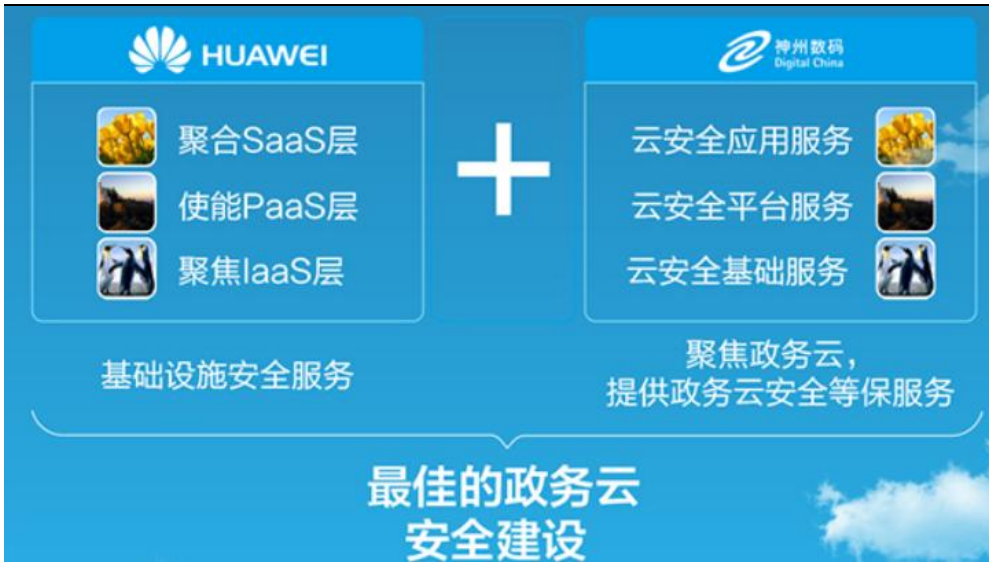 HUAWEI
聚合SaaS层
使能PaaS层
聚焦IaaS层
基础设施安全服务
神州数码
Digital China
云安全应用服务
云安全平台服务
云安全基础服务
聚焦政务云，
提供政务云安全等保服务
最佳的政务云
安全建设